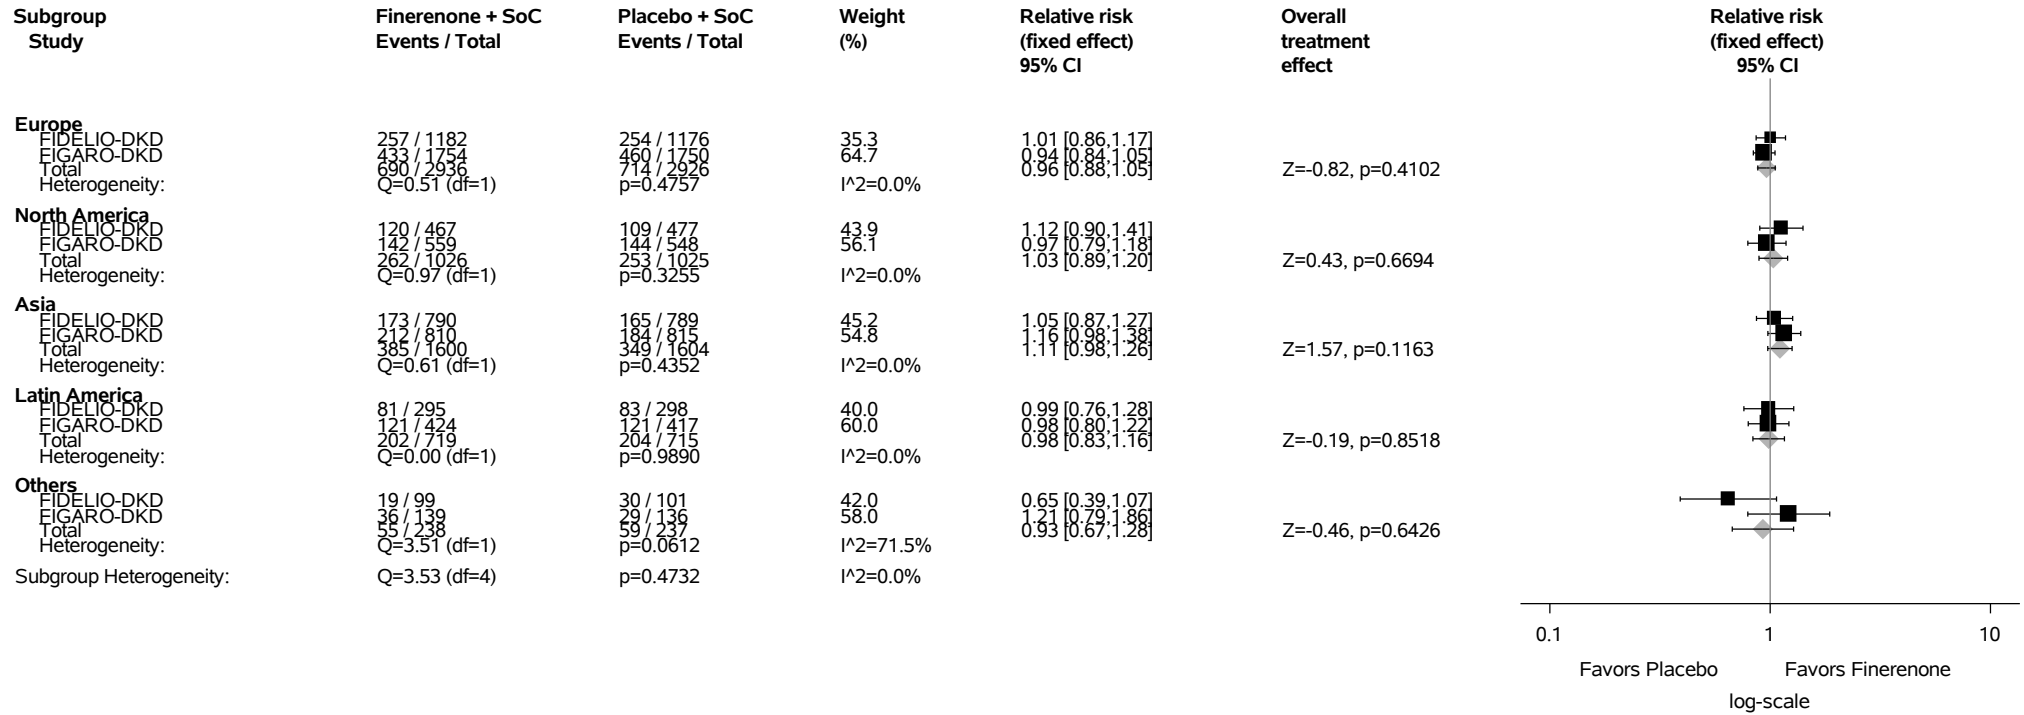 Subgroup Finerenone + SoC Placebo + SoC Weight Relative risk Overall Relative risk
Study Events / Total Events / Total (%) (fixed effect) treatment (fixed effect)
95% CI effect 95% CI
Europe
FIDELIO-DKD 257 / 1182 254 / 1176 35.3 1.01 [0.86,1.17]
FIGARO-DKD 433 / 1754 460 / 1750 64.7 0.94 [0.84,1.05]
Total 690 / 2936 714 / 2926 0.96 [0.88,1.05] Z=-0.82, p=0.4102
Heterogeneity: Q=0.51 (df=1) p=0.4757 I^2=0.0%
North America
FIDELIO-DKD 120 / 467 109 / 477 43.9 1.12 [0.90,1.41]
FIGARO-DKD 142 / 559 144 / 548 56.1 0.97 [0.79,1.18]
Total 262 / 1026 253 / 1025 1.03 [0.89,1.20] Z=0.43, p=0.6694
Heterogeneity: Q=0.97 (df=1) p=0.3255 I^2=0.0%
Asia
FIDELIO-DKD 173 / 790 165 / 789 45.2 1.05 [0.87,1.27]
FIGARO-DKD 212 / 810 184 / 815 54.8 1.16 [0.98,1.38]
Total 385 / 1600 349 / 1604 1.11 [0.98,1.26] Z=1.57, p=0.1163
Heterogeneity: Q=0.61 (df=1) p=0.4352 I^2=0.0%
Latin America
FIDELIO-DKD 81 / 295 83 / 298 40.0 0.99 [0.76,1.28]
FIGARO-DKD 121 / 424 121 / 417 60.0 0.98 [0.80,1.22]
Total 202 / 719 204 / 715 0.98 [0.83,1.16] Z=-0.19, p=0.8518
Heterogeneity: Q=0.00 (df=1) p=0.9890 I^2=0.0%
Others
FIDELIO-DKD 19 / 99 30 / 101 42.0 0.65 [0.39,1.07]
FIGARO-DKD 36 / 139 29 / 136 58.0 1.21 [0.79,1.86]
Total 55 / 238 59 / 237 0.93 [0.67,1.28] Z=-0.46, p=0.6426
Heterogeneity: Q=3.51 (df=1) p=0.0612 I^2=71.5%
Subgroup Heterogeneity: Q=3.53 (df=4) p=0.4732 I^2=0.0%
0.1 1 10
Favors Placebo Favors Finerenone
log-scale